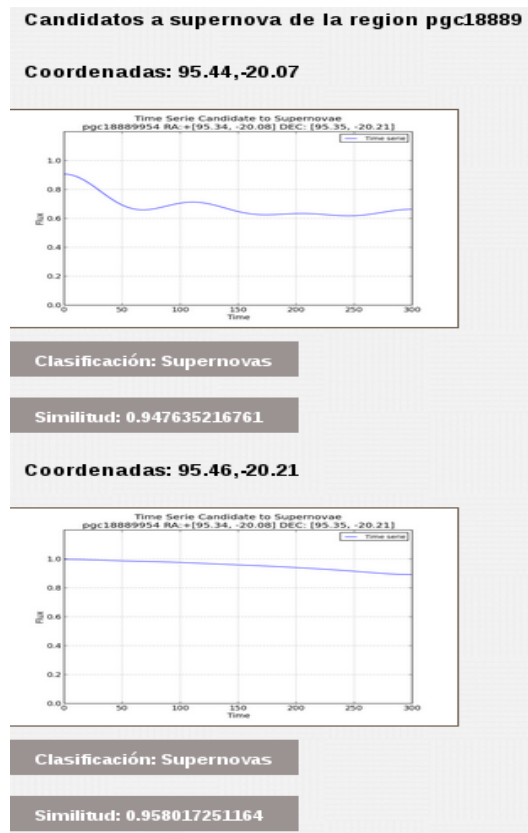 Candidatos a supernova de la region pgc18889
Coordenadas: 95.44,-20.07
Time Serie Candidate to Supernovae
pgc18889954 RA:+[95.34, -20.08] DEC: [95.35, -20.21]
Time serie
1.0
0.8
0.6
0.4
0.2
0.0
Flux
0 50 100 150 200 250 300
Time
Clasificación: Supernovas
Similitud: 0.947635216761
Coordenadas: 95.46,-20.21
Time Serie Candidate to Supernovae
pgc18889954 RA:+[95.34, -20.08] DEC: [95.35, -20.21]
Time serie
1.0
0.8
0.6
0.4
0.2
0.0
Flux
0 50 100 150 200 250 300
Time
Clasificación: Supernovas
Similitud: 0.958017251164